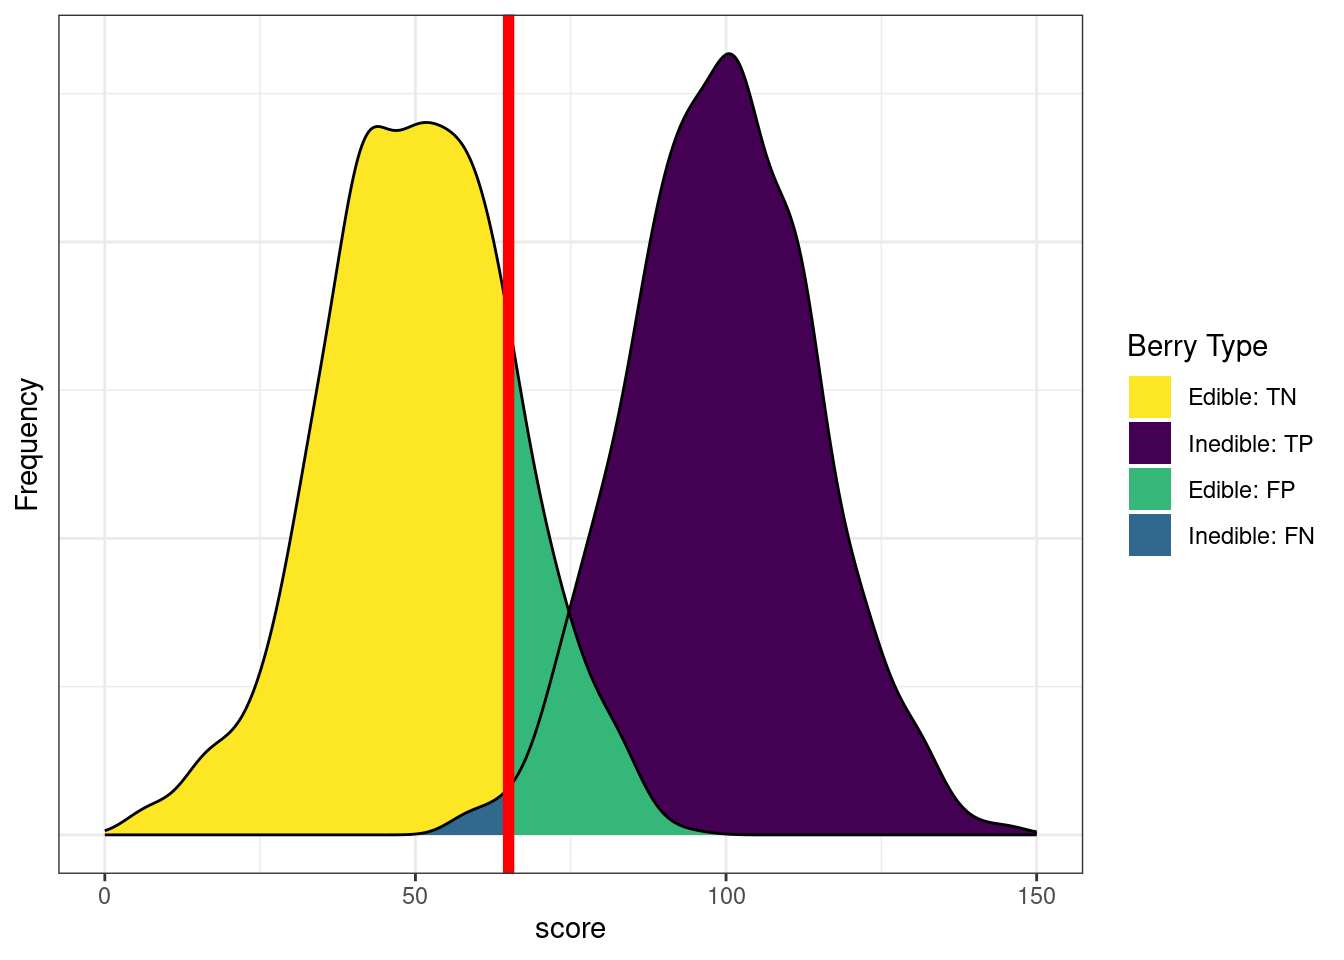 Frequency
0
50
100
150
score
Berry Type
Edible: TN
Inedible: TP
Edible: FP
Inedible: FN